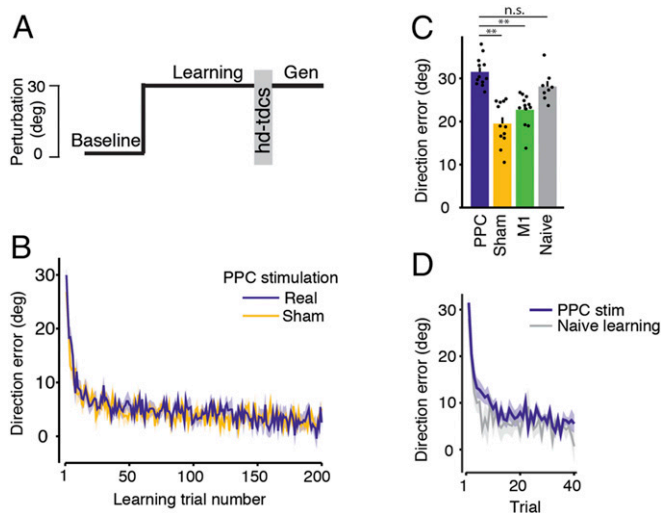 A
Perturbation
(deg)
30
0
Baseline
Learning
hd-tdcs
Gen
B
Direction error (deg)
30
20
10
0
PPC stimulation
Real
Sham
1
50
100
150
200
Learning trial number
C
n.s.
**
**
Direction error (deg)
30
20
10
0
PPC
Sham
M1
Naive
D
Direction error (deg)
30
20
10
0
PPC stim
Naive learning
1
20
40
Trial